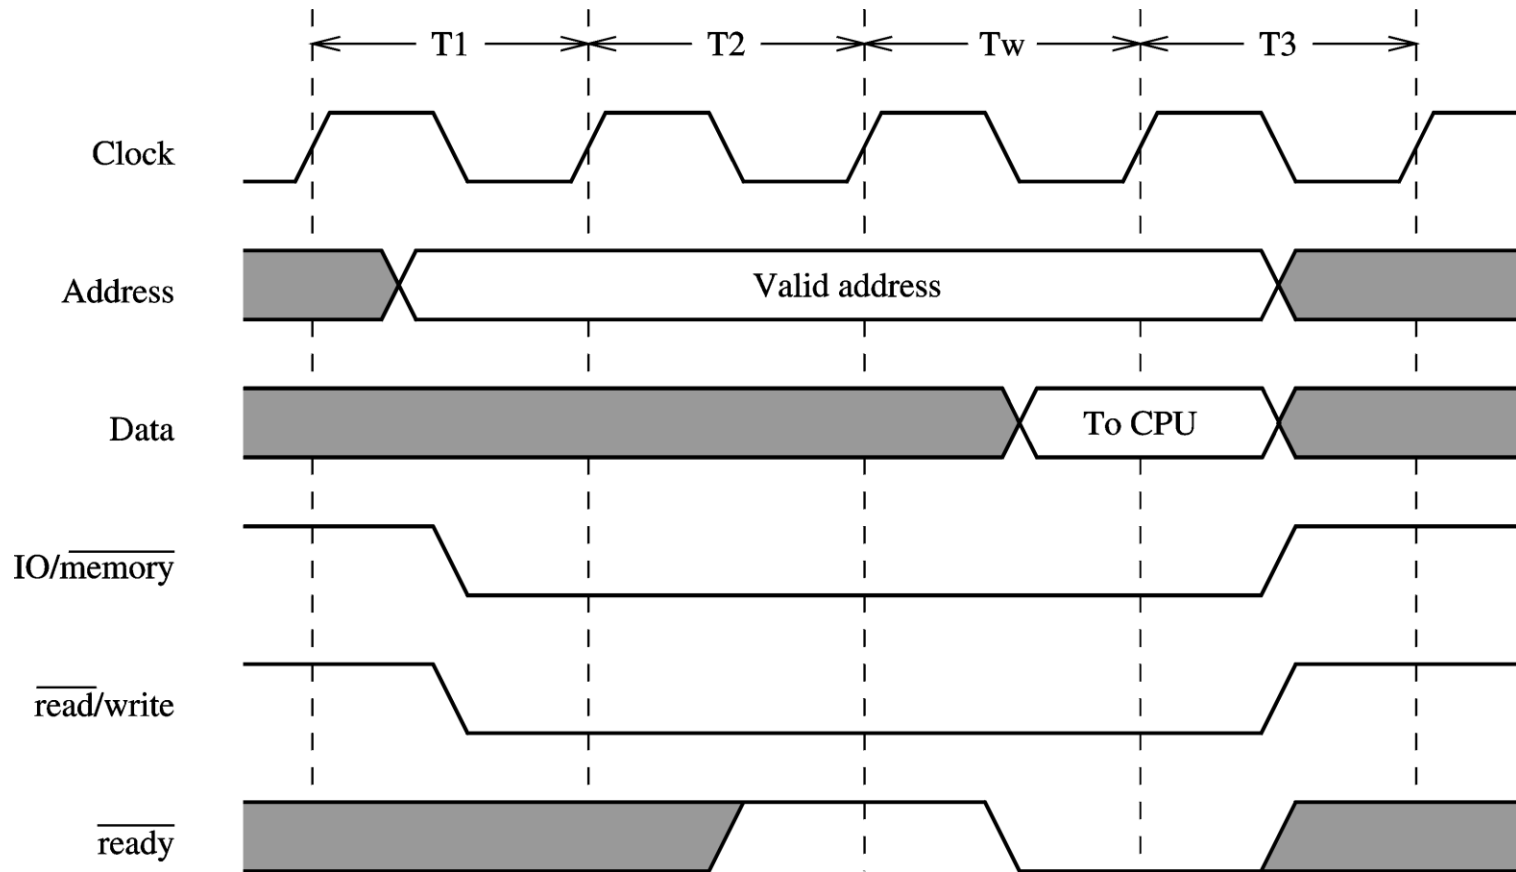 T1 T2 Tw T3
Clock
Address Valid address
Data To CPU
IO/memory
read/write
ready